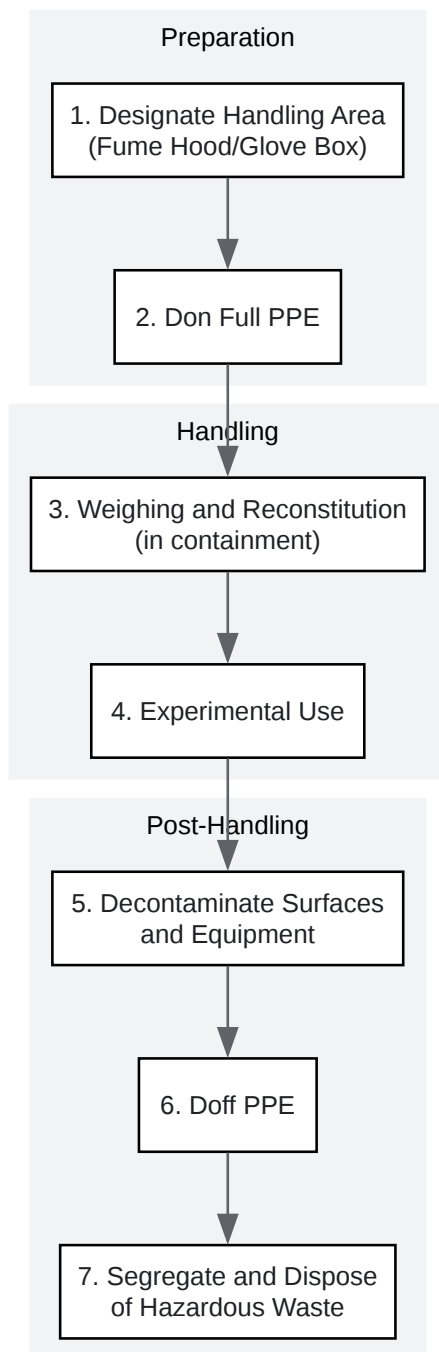 Preparation
1. Designate Handling Area
(Fume Hood/Glove Box)
2. Don Full PPE
Handling
3. Weighing and Reconstitution
(in containment)
4. Experimental Use
Post-Handling
5. Decontaminate Surfaces
and Equipment
6. Doff PPE
7. Segregate and Dispose
of Hazardous Waste